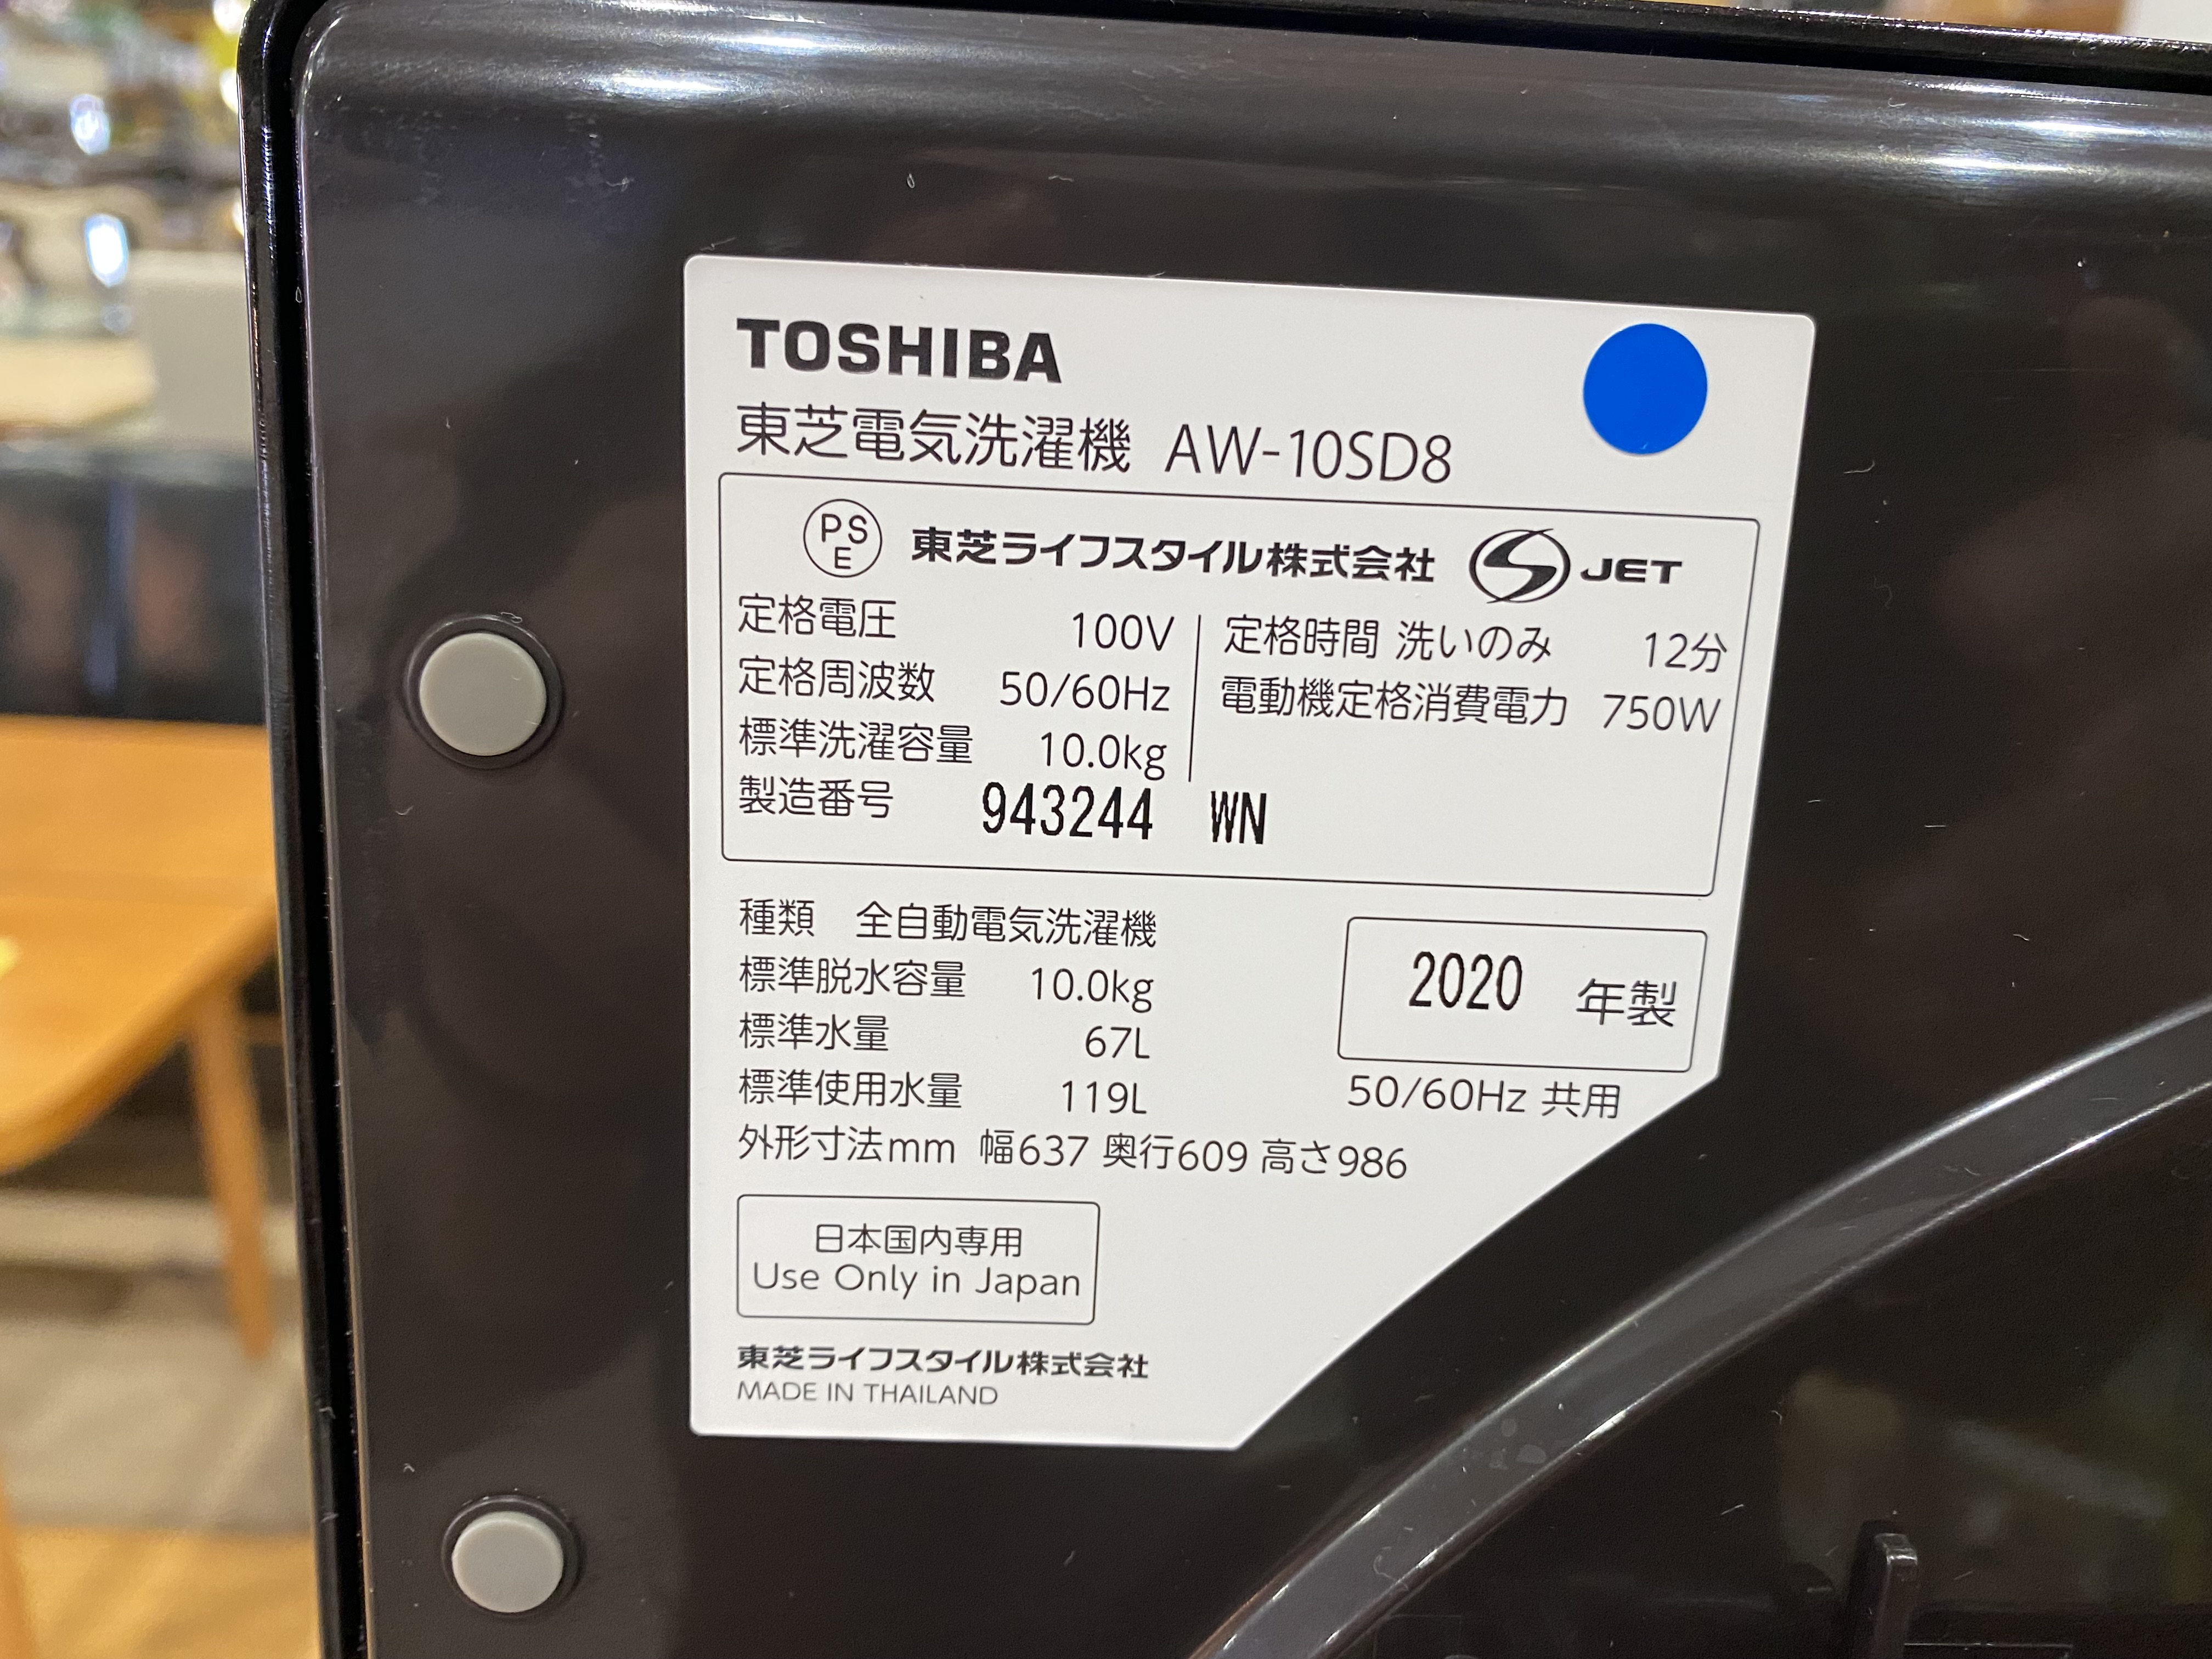 TOSHIBA
東芝電気洗濯機 AW-10SD8
PSE 東芝ライフスタイル株式会社 S JET
定格電圧 100V
定格周波数 50/60Hz
標準洗濯容量 10.0kg
定格時間 洗いのみ 12分
電動機定格消費電力 750W
製造番号 943244 WN
種類 全自動電気洗濯機
標準脱水容量 10.0kg
標準水量 67L
標準使用水量 119L
2020 年製
50/60Hz 共用
外形寸法mm 幅637 奥行609 高さ986
日本国内専用
Use Only in Japan
東芝ライフスタイル株式会社
MADE IN THAILAND